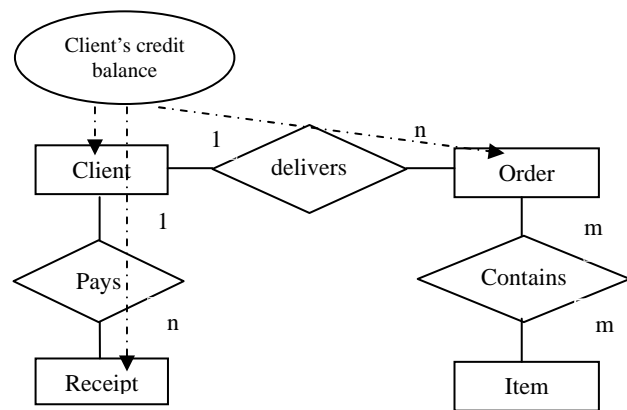 Client’s credit
balance
1
n
Client
delivers
Order
1
m
Pays
Contains
n
m
Receipt
Item